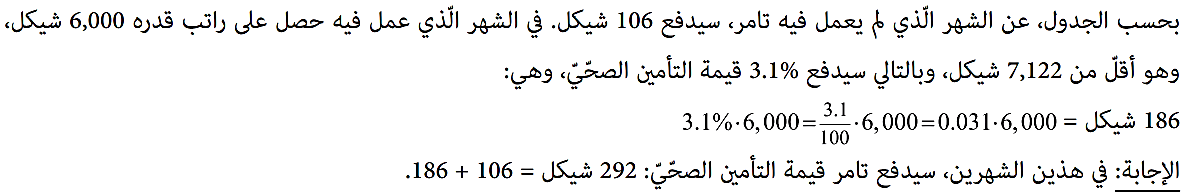 بحسب الجدول، عن الشهر الّذي لم يعمل فيه تامر، سيدفع 106 شيكل. في الشهر الّذي عمل فيه حصل على راتب قدره 6,000 شيكل،
وهو أقلّ من 7,122 شيكل، وبالتالي سيدفع 3.1% قيمة التأمين الصحّيّ، وهي:
186 شيكل = 3.1%·6,000=\frac{3.1}{100}·6,000=0.031·6,000
الإجابة: في هذين الشهرين، سيدفع تامر قيمة التأمين الصحّيّ: 292 شيكل = 106 + 186.